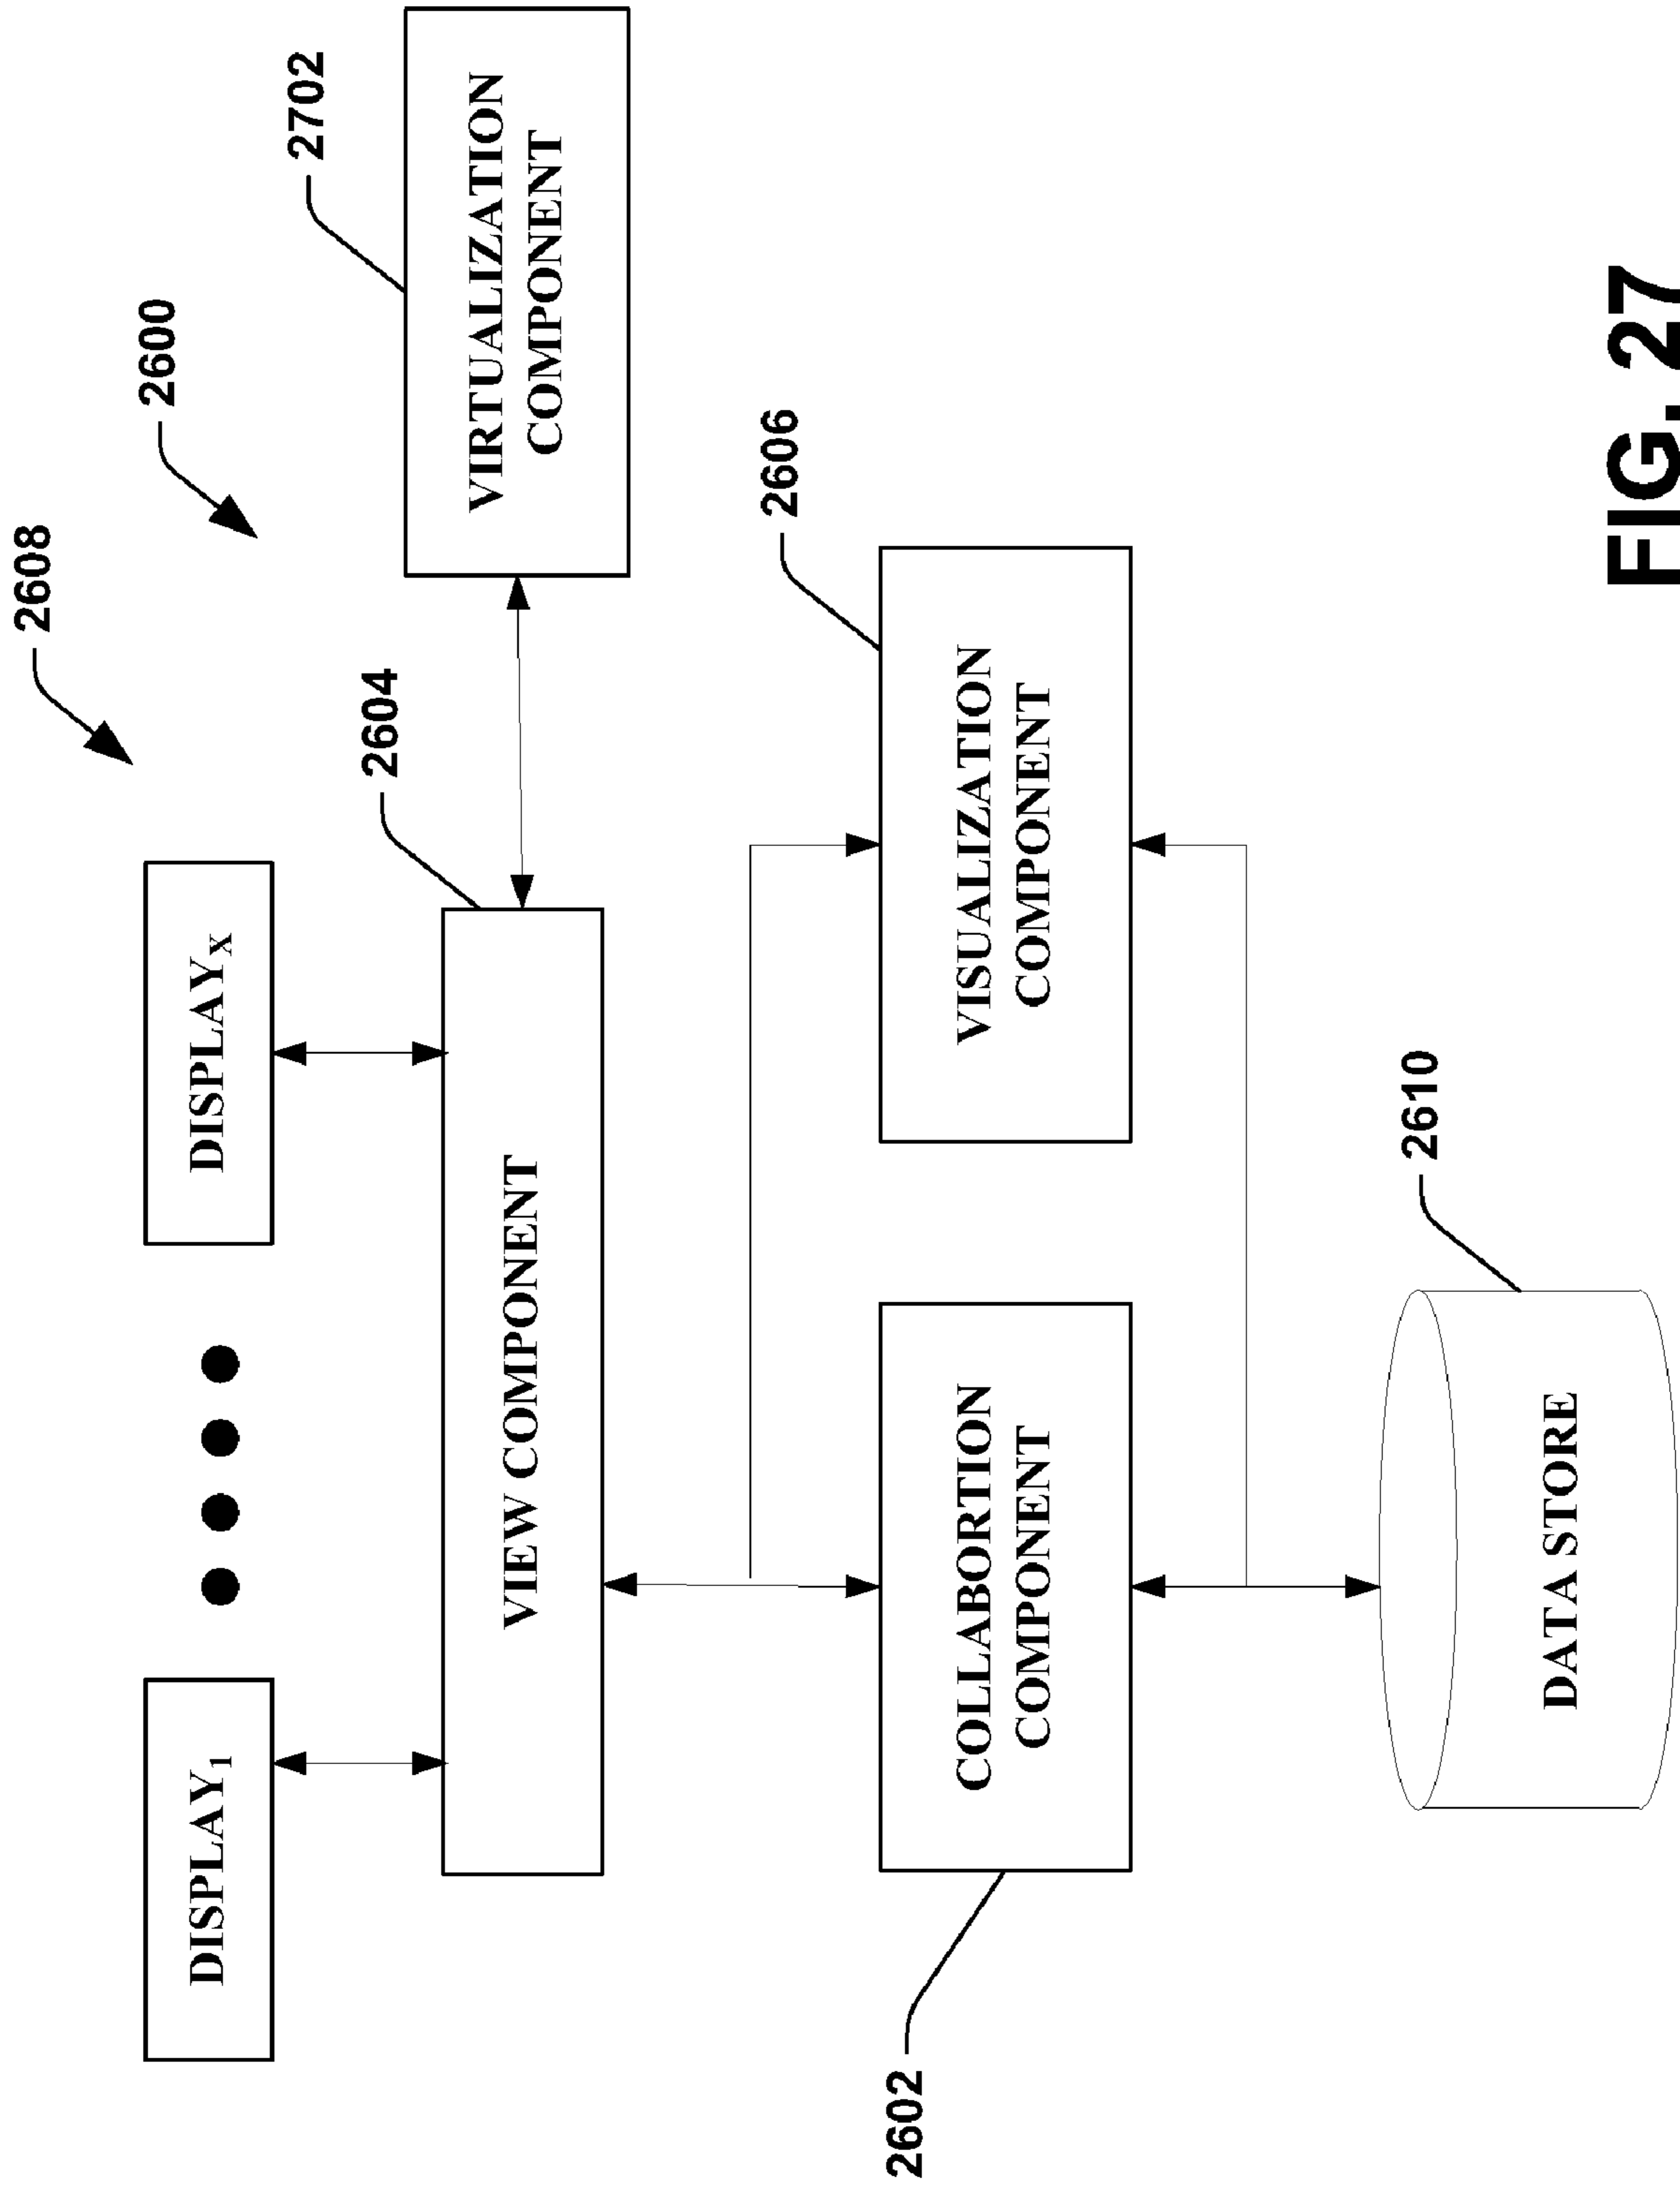 2608
2600
2702
DISPLAY1
DISPLAYX
2604
VIEW COMPONENT
VIRTUALIZATION
COMPONENT
2606
2602
COLLABORTION
COMPONENT
VISUALIZATION
COMPONENT
2610
DATA STORE
FIG. 27